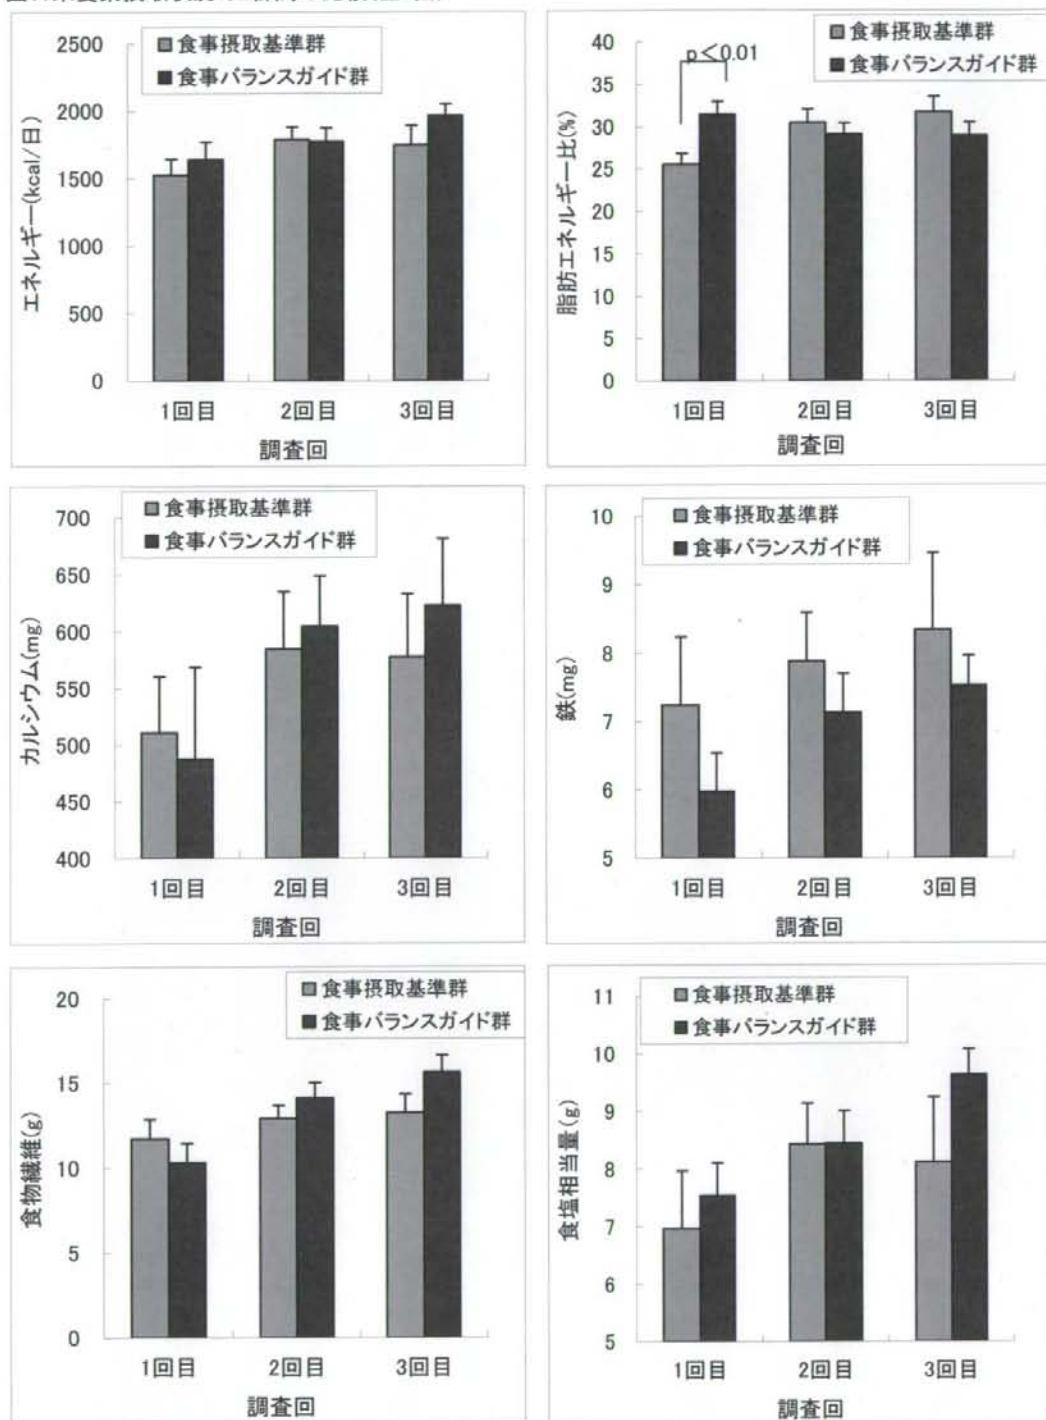 2500
2000
1500
1000
500
0
エネルギー(kcal/日)
食事摂取基準群
食事バランスガイド群
1回目
2回目
3回目
調査回
40
35
30
25
20
15
10
5
0
脂肪エネルギー比(%)
p<0.01
食事摂取基準群
食事バランスガイド群
1回目
2回目
3回目
調査回
700
650
600
550
500
450
400
カルシウム(mg)
食事摂取基準群
食事バランスガイド群
1回目
2回目
3回目
調査回
10
9
8
7
6
5
鉄(mg)
食事摂取基準群
食事バランスガイド群
1回目
2回目
3回目
調査回
20
15
10
5
0
食物繊維(g)
食事摂取基準群
食事バランスガイド群
1回目
2回目
3回目
調査回
11
10
9
8
7
6
5
食塩相当量(g)
食事摂取基準群
食事バランスガイド群
1回目
2回目
3回目
調査回